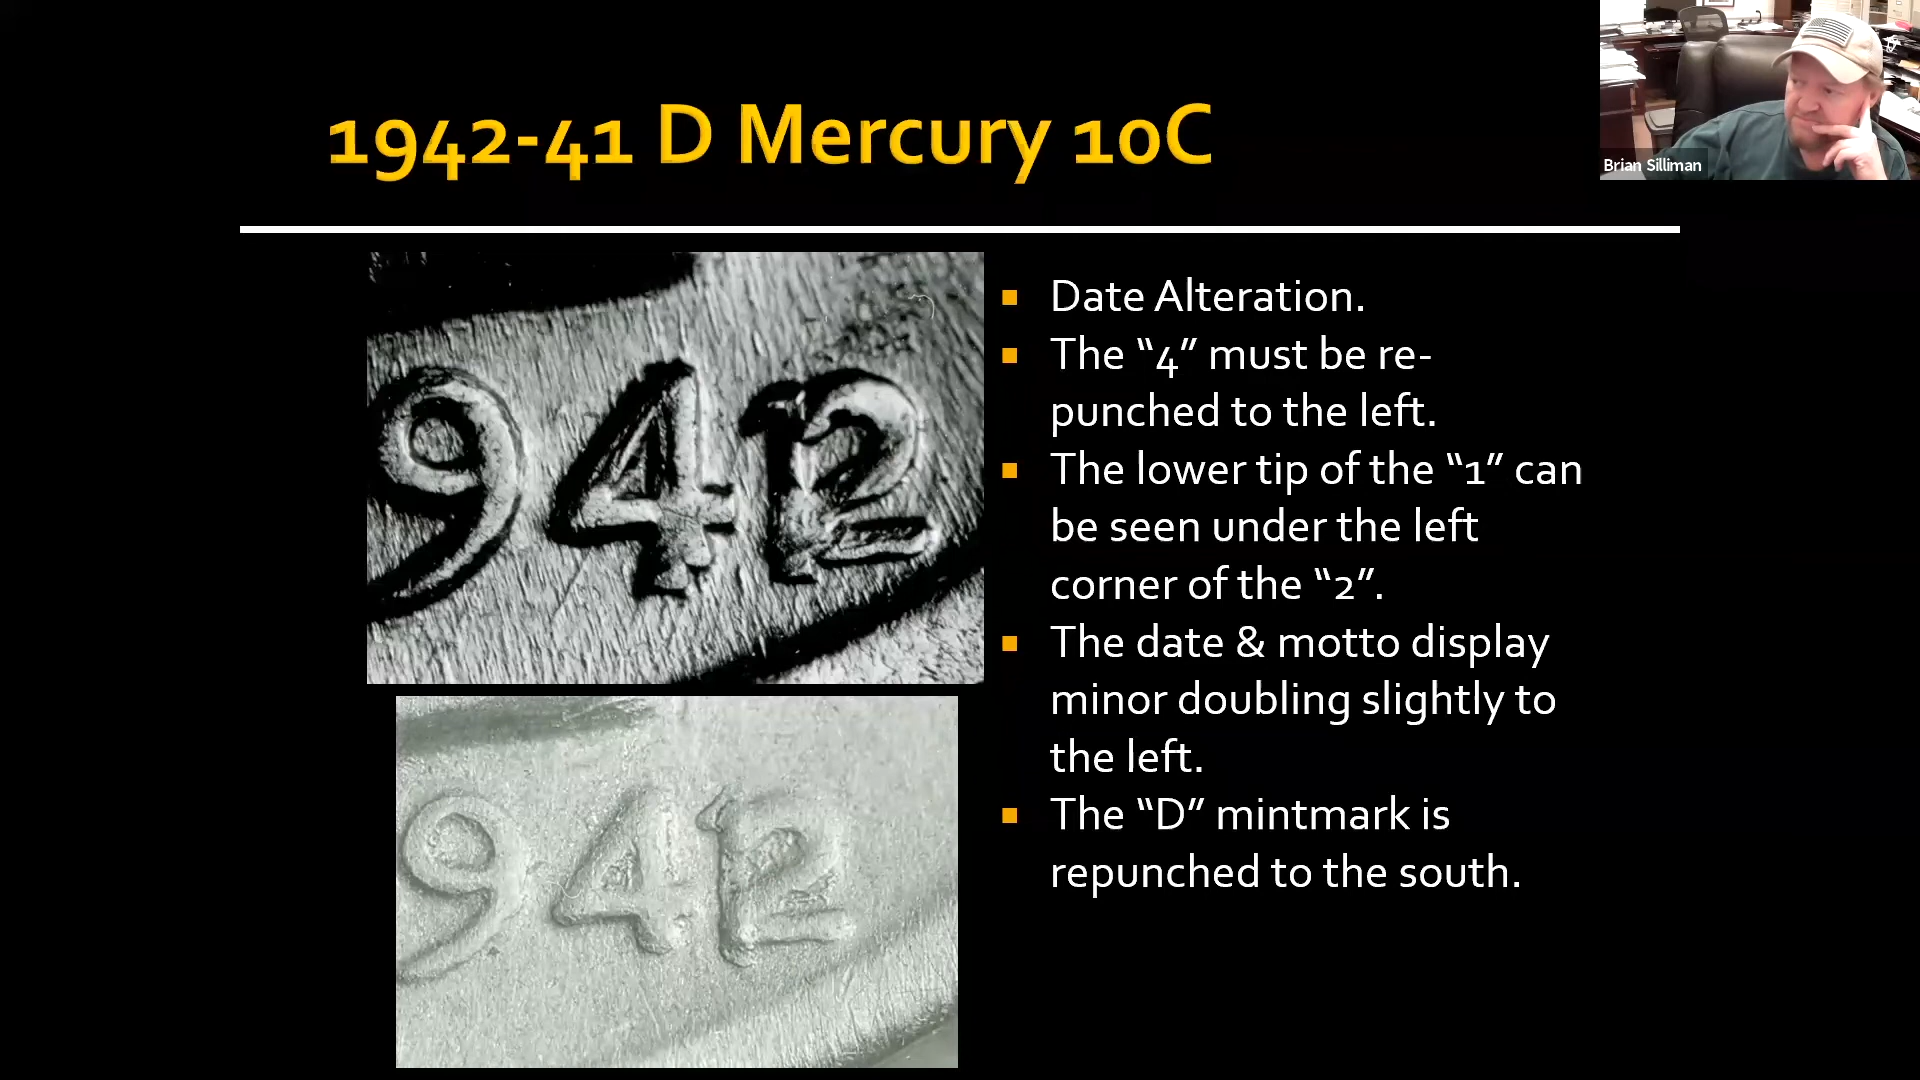 1942-41 D Mercury 10C
Brian Silliman
942
Date Alteration.
The “4” must be re-
punched to the left.
The lower tip of the “1” can
be seen under the left
corner of the “2”.
The date & motto display
minor doubling slightly to
the left.
The “D” mintmark is
repunched to the south.
942